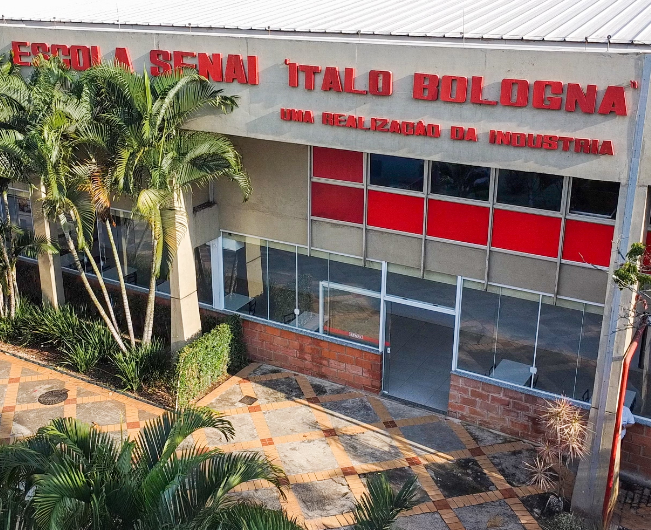 ESCOLA SENAI 'ITALO BOLOGNA'
UMA REALIZAÇÃO DA INDUSTRIA